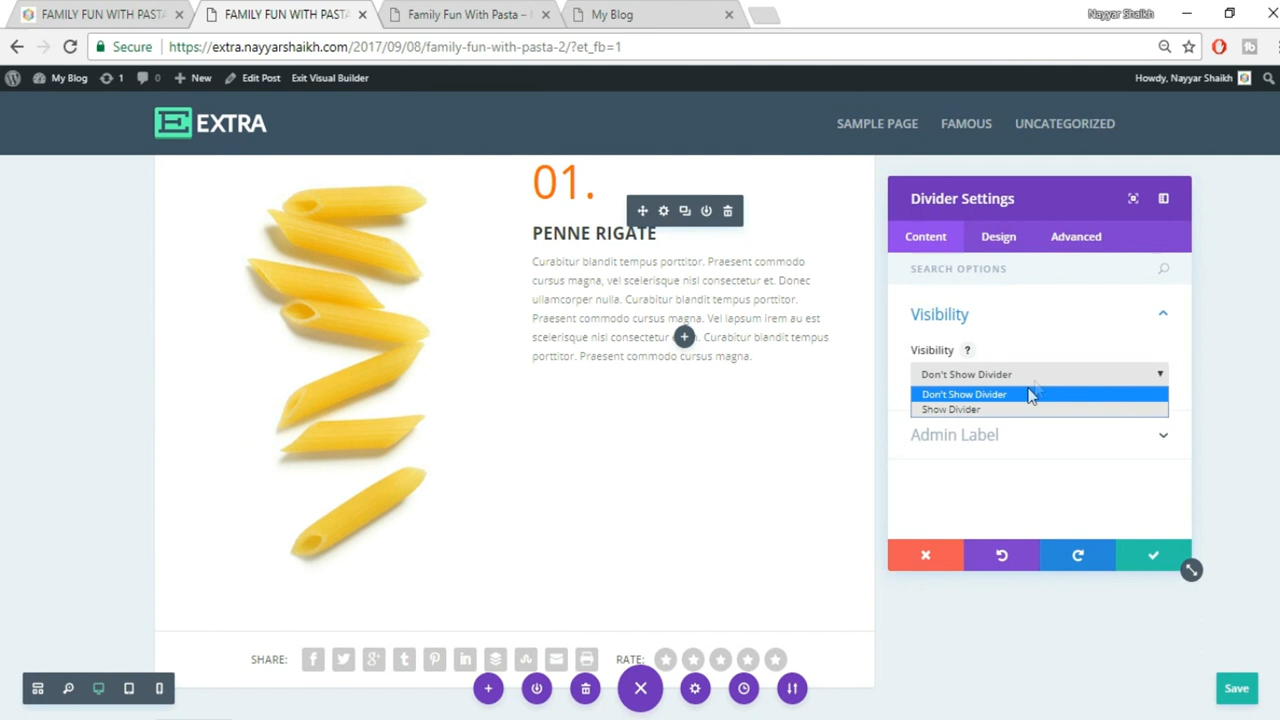 FAMILY FUN WITH PASTA
FAMILY FUN WITH PASTA
Family Fun With Pasta –
My Blog
Nayyar Shaikh
Secure
https://extra.nayyarshaikh.com/2017/09/08/family-fun-with-pasta-2/?et_fb=1
My Blog
1
0
New
Edit Post
Exit Visual Builder
Howdy, Nayyar Shaikh
EXTRA
SAMPLE PAGE
FAMOUS
UNCATEGORIZED
01.
PENNE RIGATE
Curabitur blandit tempus porttitor. Praesent commodo
cursus magna, vel scelerisque nisl consectetur et. Donec
ullamcorper nulla. Curabitur blandit tempus porttitor.
Praesent commodo cursus magna. Vel lapsum irem au est
scelerisque nisi consectetur . Curabitur blandit tempus
porttitor. Praesent commodo cursus magna.
Divider Settings
Content
Design
Advanced
SEARCH OPTIONS
Visibility
Visibility ?
Don't Show Divider
Don't Show Divider
Show Divider
Admin Label
SHARE:
RATE:
Save